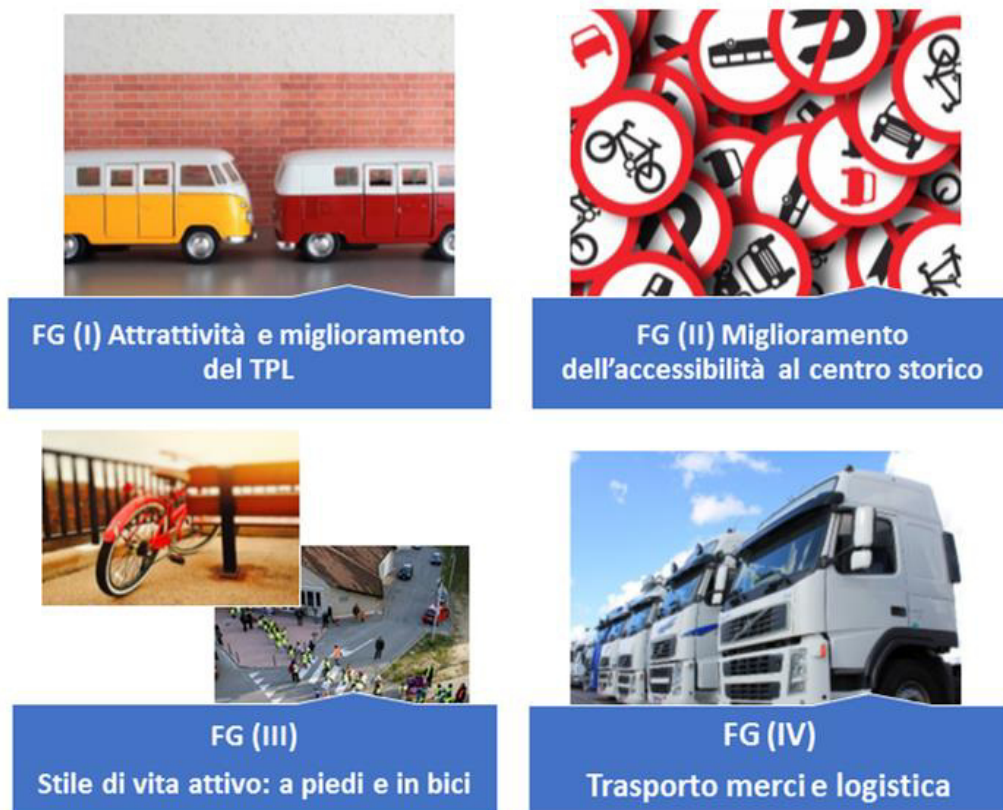 FG (I) Attrattività e miglioramento
del TPL
FG (II) Miglioramento
dell'accessibilità al centro storico
FG (III)
Stile di vita attivo: a piedi e in bici
FG (IV)
Trasporto merci e logistica